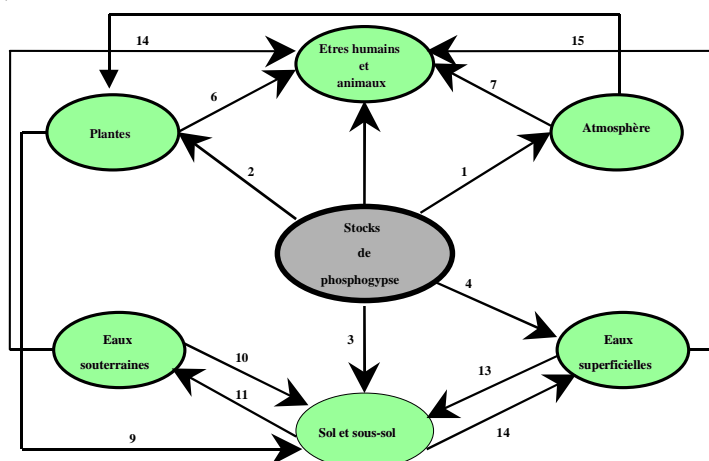 14
Etres humains
et
animaux
15
6
7
Plantes
Atmosphère
2
1
Stocks
de
phosphogypse
4
3
Eaux
souterraines
Eaux
superficielles
10
13
11
Sol et sous-sol
14
9